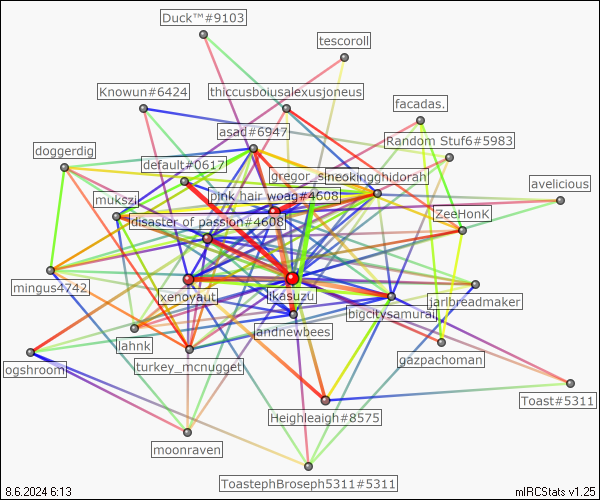 Duck™#9103
tescoroll
Knowun#6424
thiccusboiusalexusjoneus
facadas.
asad#6947
Random Stuf6#5983
doggerdig
default#0617
gregor_s
neokingghidorah
avelicious
mukszi
pink hair woag#4608
ZeeHonK
disaster of passion#4608
mingus4742
xenoyaut
ikasuzu
jarlbreadmaker
bigcitysamurai
andnewbees
lahnk
gazpachoman
ogshroom
turkey_mcnugget
Toast#5311
Heighleaigh#8575
moonraven
ToastephBroseph5311#5311
8.6.2024 6:13
mIRCStats v1.25